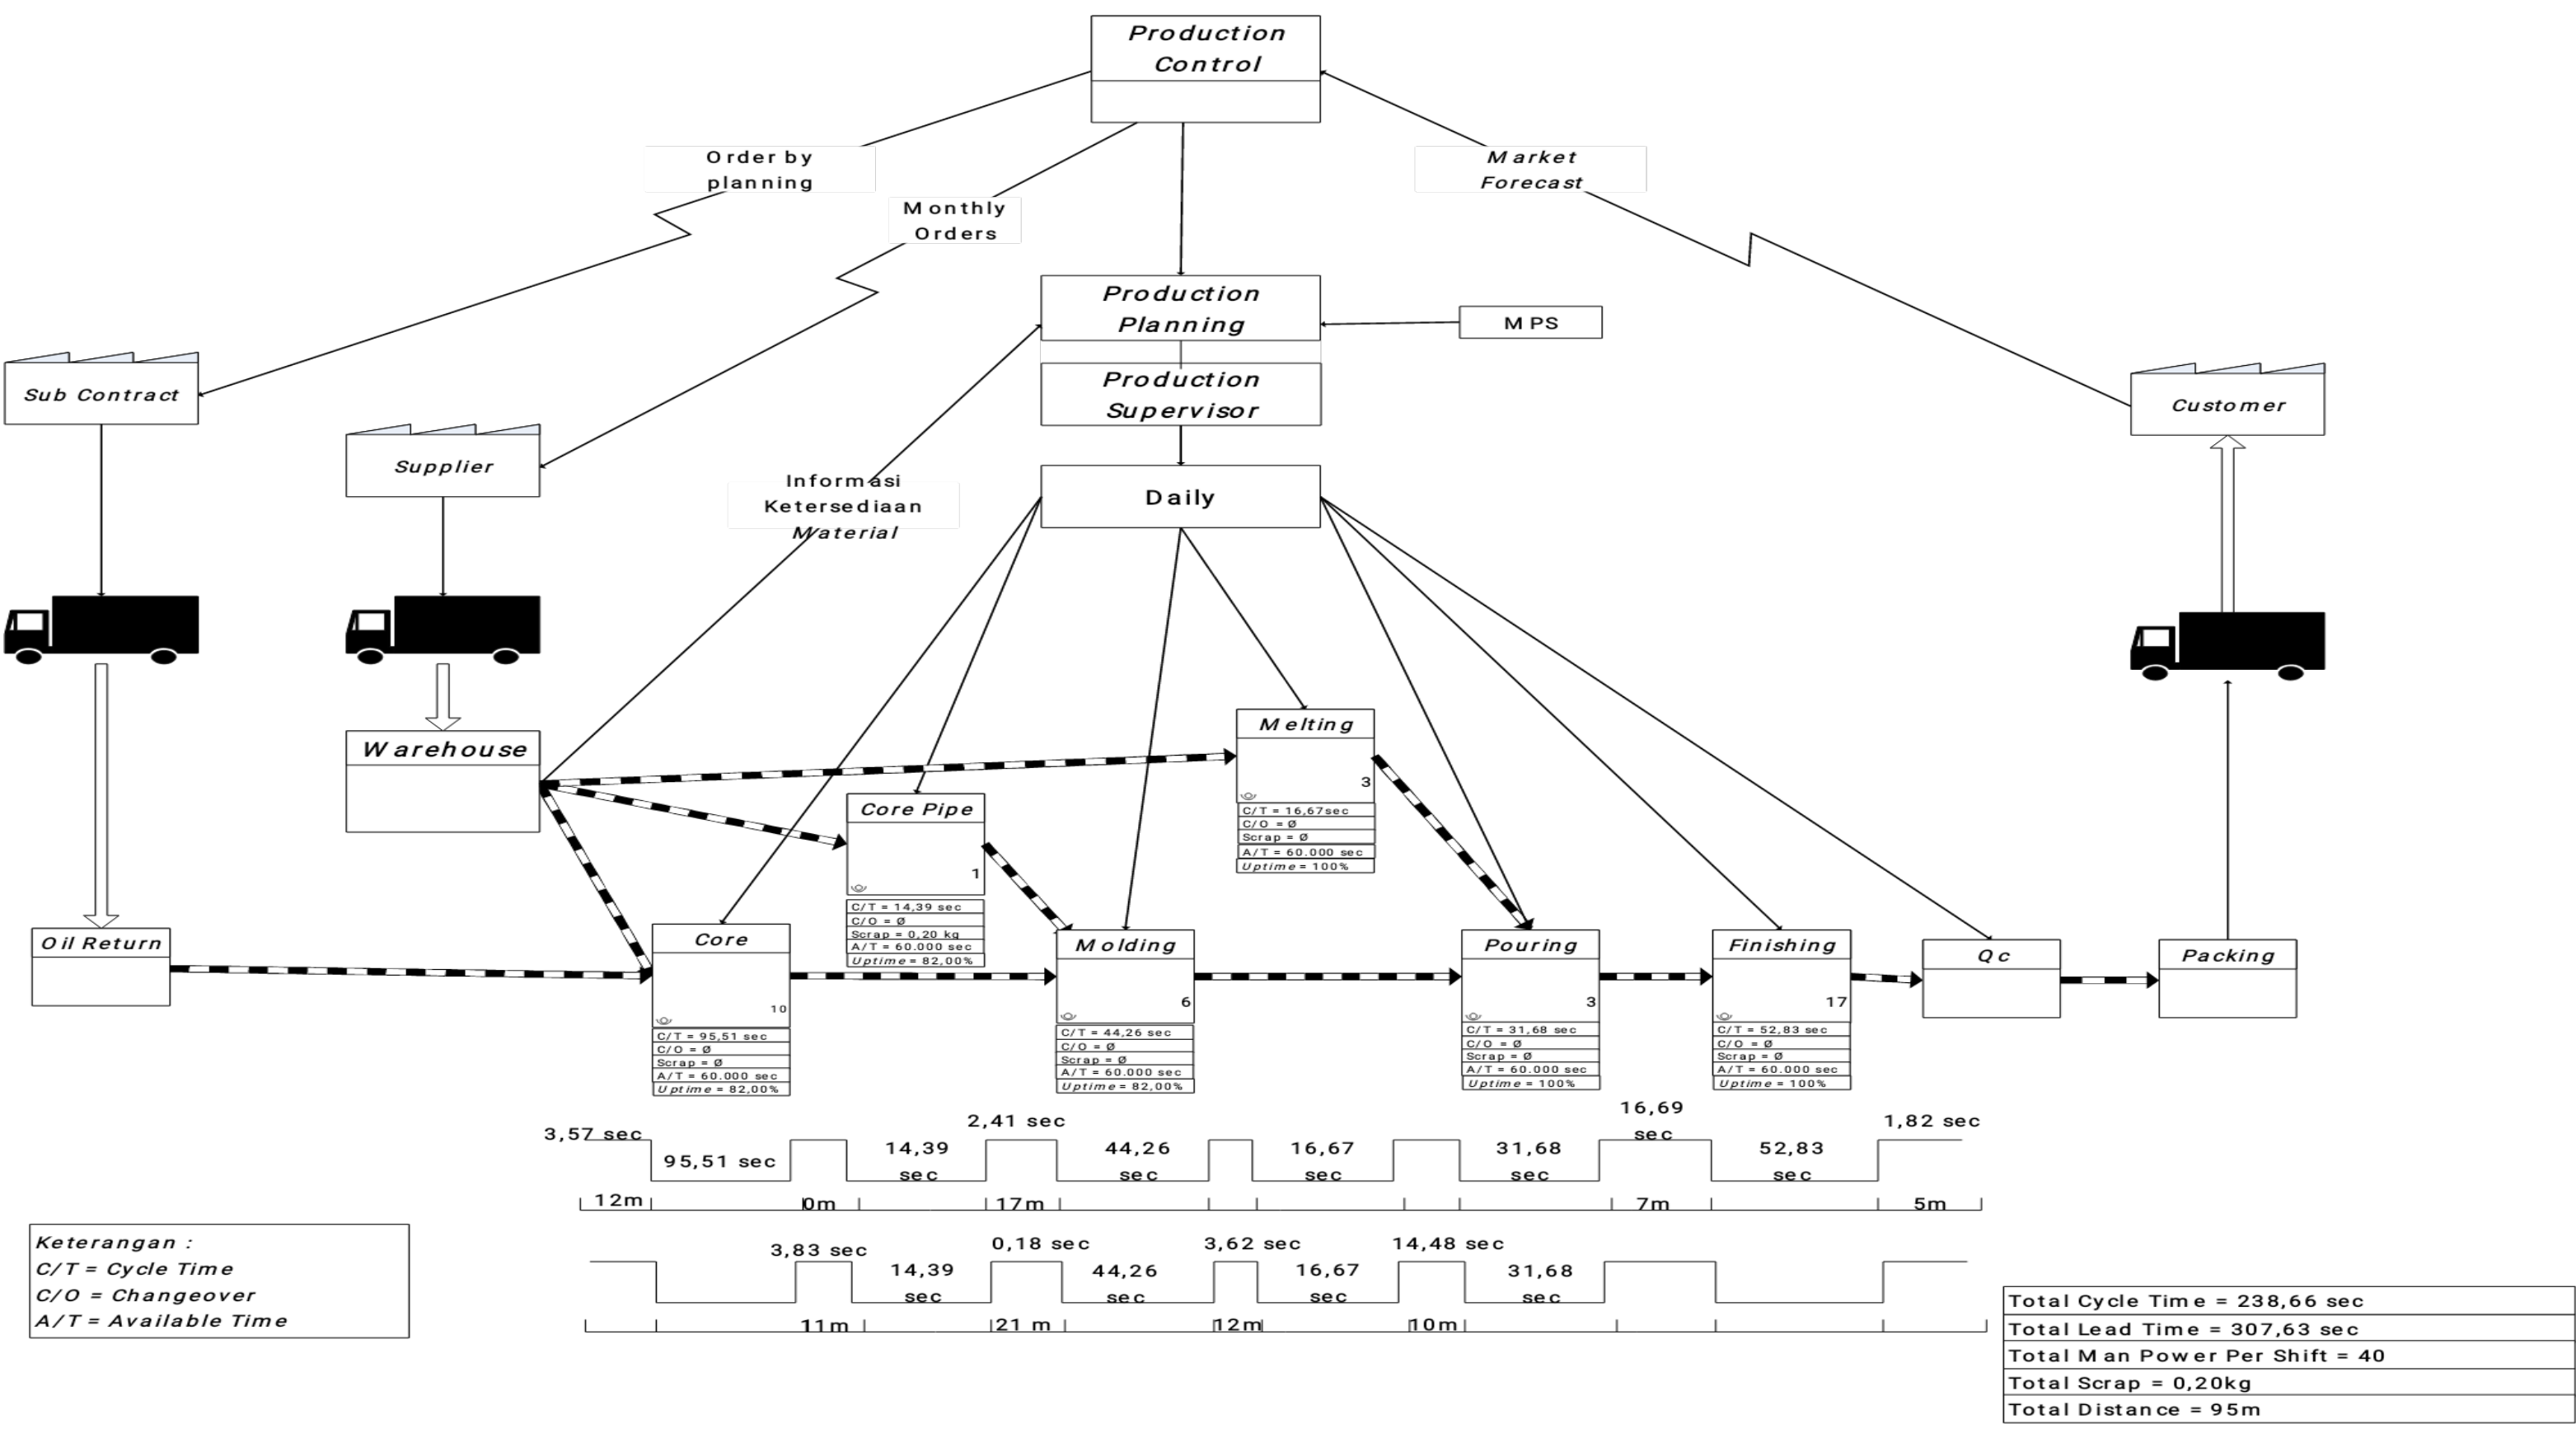 Production
Control
Order by
planning
Market
Forecast
Monthly
Orders
Production
Planning
MPS
Production
Supervisor
Sub Contract
Customer
Supplier
Informasi
Ketersediaan
Material
Daily
Warehouse
Melting
3
C/T = 16,67sec
C/O = Ø
Scrap = Ø
A/T = 60.000 sec
Uptime = 100%
Core Pipe
1
C/T = 14,39 sec
C/O = Ø
Scrap = 0,20 kg
A/T = 60.000 sec
Uptime = 82,00%
Oil Return
Core
10
C/T = 95,51 sec
C/O = Ø
Scrap = Ø
A/T = 60.000 sec
Uptime = 82,00%
Molding
6
C/T = 44,26 sec
C/O = Ø
Scrap = Ø
A/T = 60.000 sec
Uptime = 82,00%
Pouring
3
C/T = 31,68 sec
C/O = Ø
Scrap = Ø
A/T = 60.000 sec
Uptime = 100%
Finishing
17
C/T = 52,83 sec
C/O = Ø
Scrap = Ø
A/T = 60.000 sec
Uptime = 100%
Qc
Packing
3,57 sec
95,51 sec
14,39
sec
2,41 sec
44,26
sec
16,67
sec
31,68
sec
16,69
sec
52,83
sec
1,82 sec
12m
0m
17m
7m
5m
3,83 sec
14,39
sec
0,18 sec
44,26
sec
3,62 sec
16,67
sec
14,48 sec
31,68
sec
11m
21 m
12m
10m
Keterangan :
C/T = Cycle Time
C/O = Changeover
A/T = Available Time
Total Cycle Time = 238,66 sec
Total Lead Time = 307,63 sec
Total Man Power Per Shift = 40
Total Scrap = 0,20kg
Total Distance = 95m